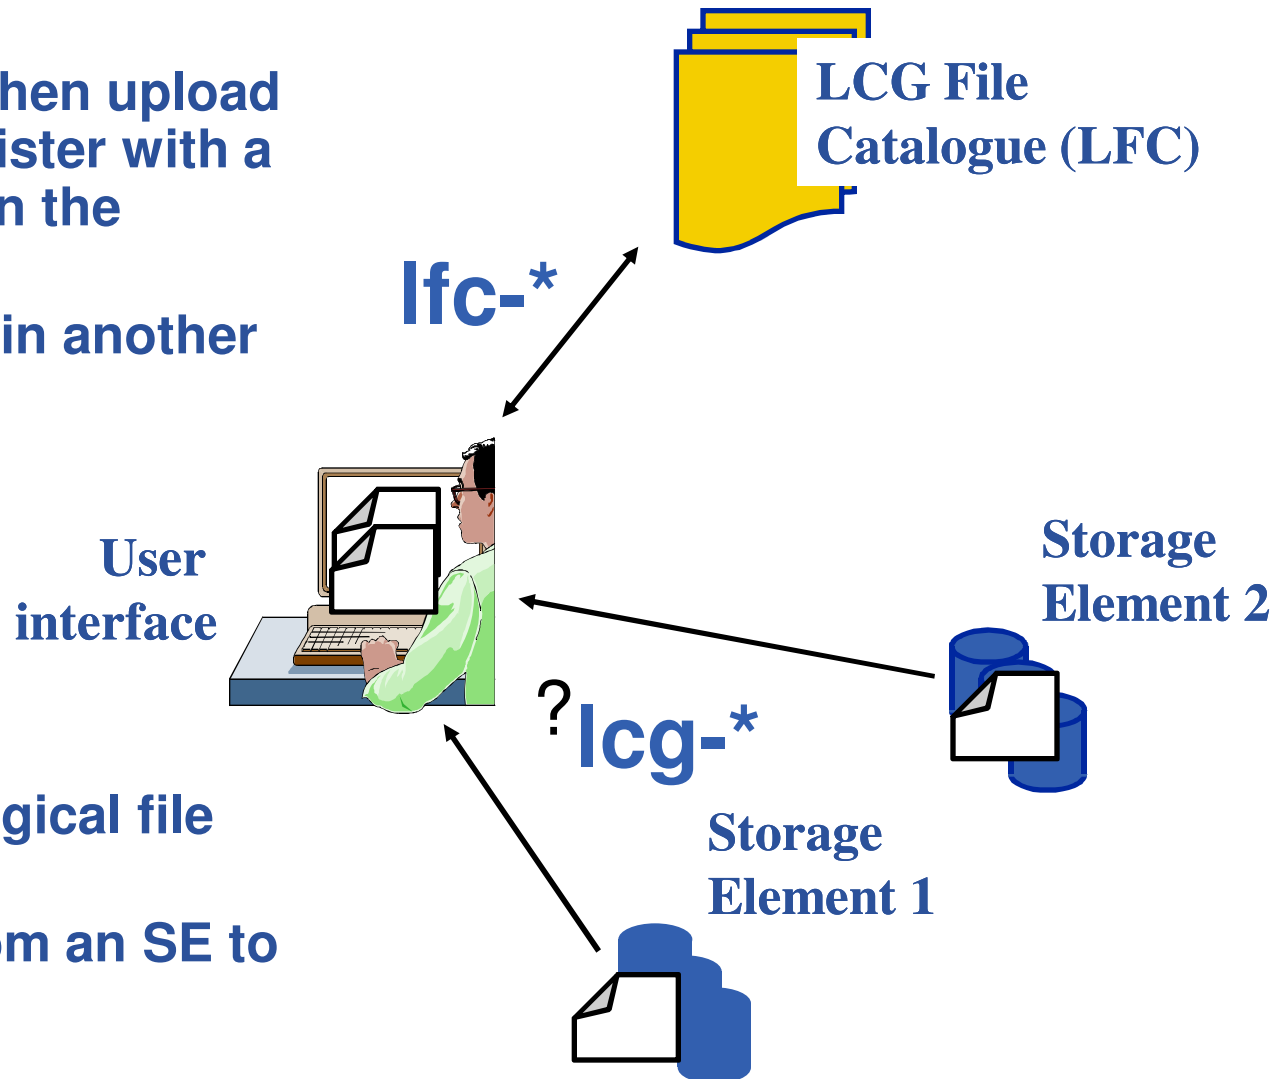 hen upload
ister with a
n the
in another
LCG File
Catalogue (LFC)
lfc-*
User
interface
Storage
Element 2
?
lcg-*
Storage
Element 1
gical file
om an SE to